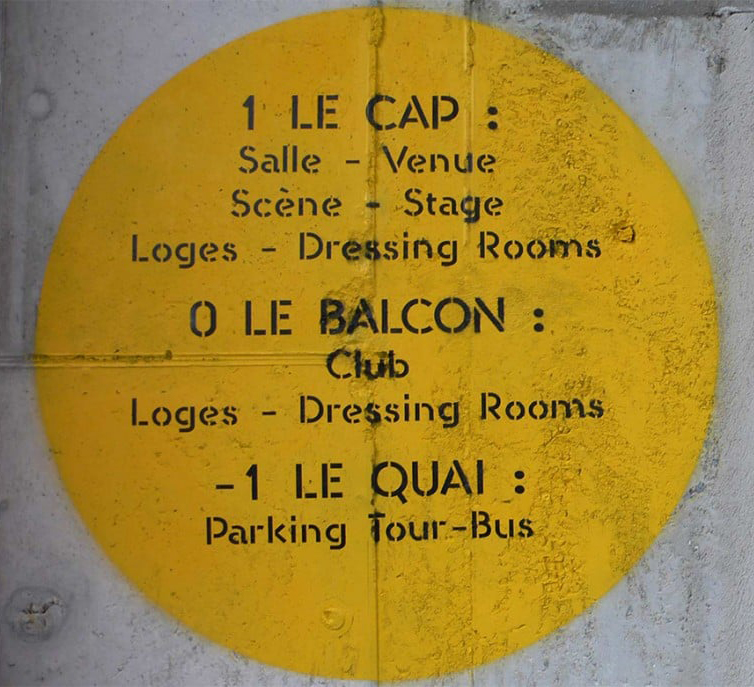 1 LE CAP :
Salle - Venue
Scène - Stage
Loges - Dressing Rooms
0 LE BALCON :
Club
Loges - Dressing Rooms
-1 LE QUAI :
Parking Tour-Bus